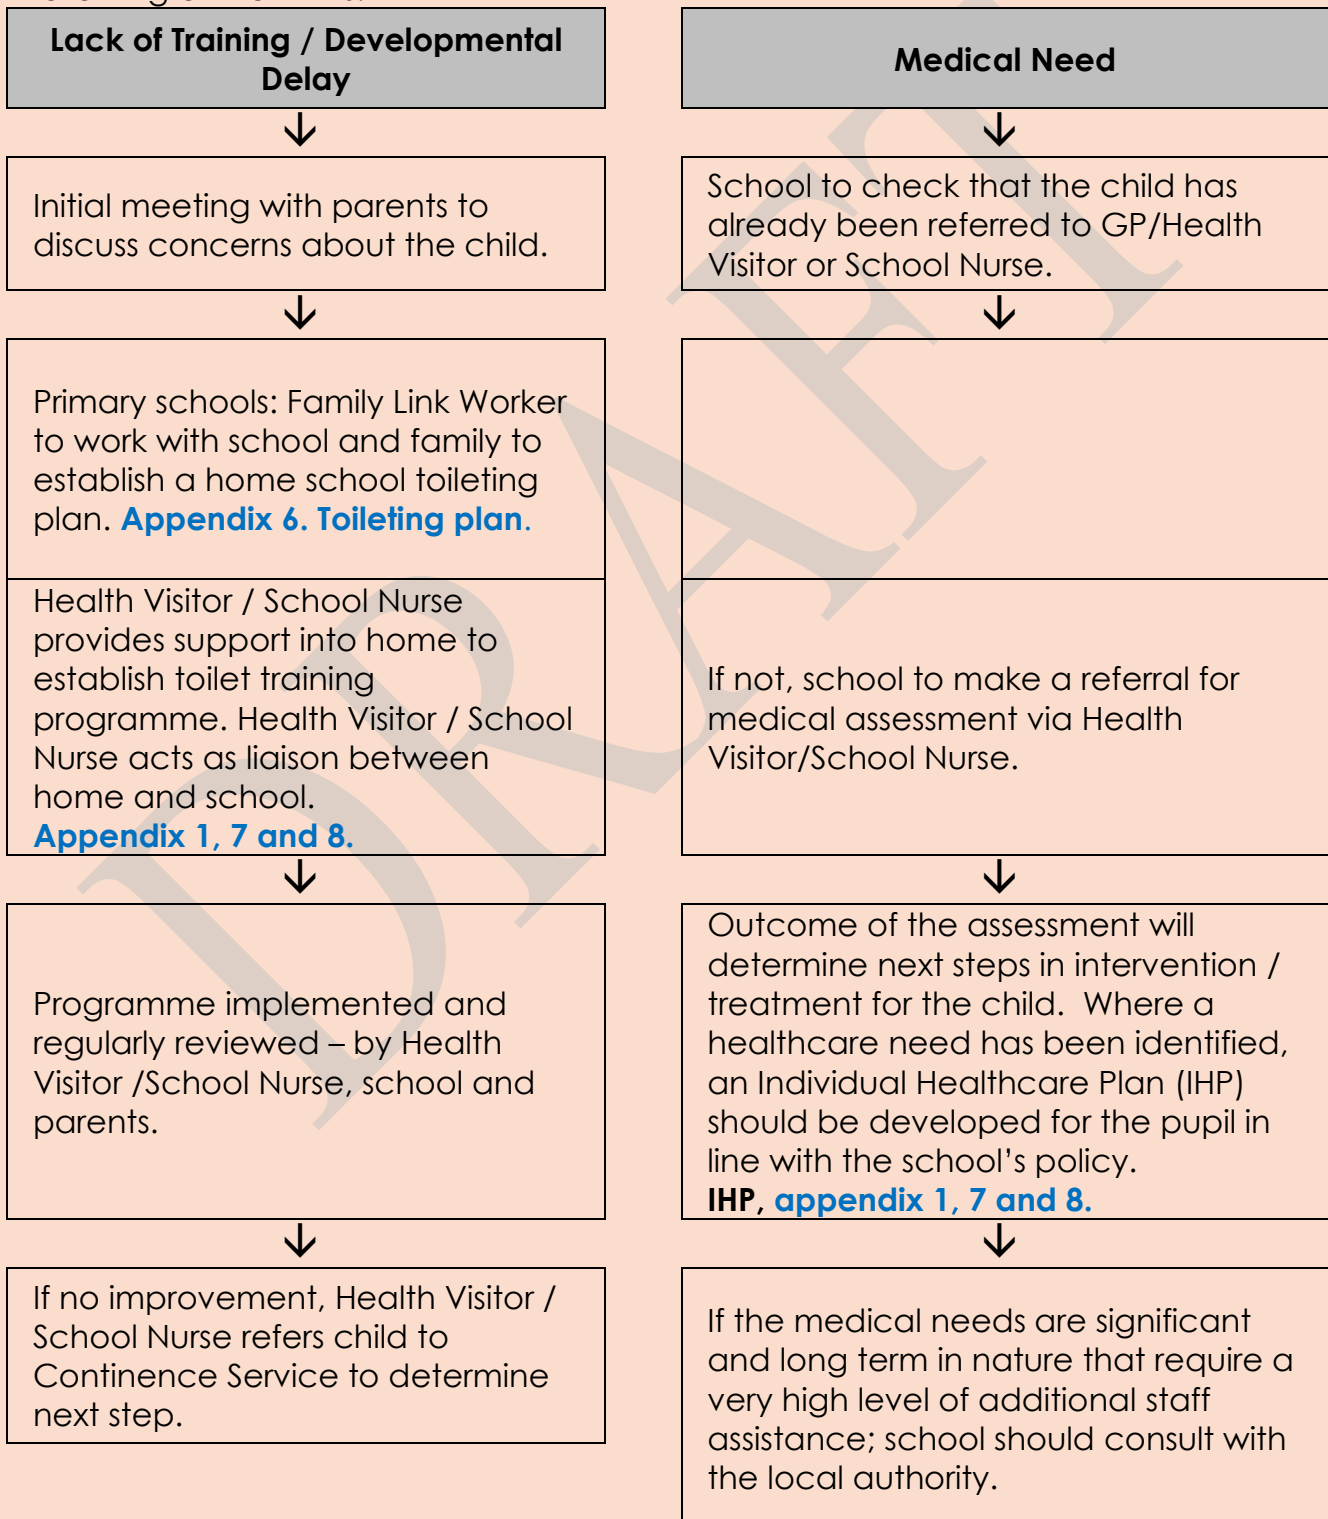 Lack of Training / Developmental
Delay
Initial meeting with parents to
discuss concerns about the child.
Primary schools: Family Link Worker
to work with school and family to
establish a home school toileting
plan. Appendix 6. Toileting plan.
Health Visitor / School Nurse
provides support into home to
establish toilet training
programme. Health Visitor / School
Nurse acts as liaison between
home and school.
Appendix 1, 7 and 8.
Programme implemented and
regularly reviewed – by Health
Visitor /School Nurse, school and
parents.
If no improvement, Health Visitor /
School Nurse refers child to
Continence Service to determine
next step.
Medical Need
School to check that the child has
already been referred to GP/Health
Visitor or School Nurse.
If not, school to make a referral for
medical assessment via Health
Visitor/School Nurse.
Outcome of the assessment will
determine next steps in intervention /
treatment for the child. Where a
healthcare need has been identified,
an Individual Healthcare Plan (IHP)
should be developed for the pupil in
line with the school's policy.
IHP, appendix 1, 7 and 8.
If the medical needs are significant
and long term in nature that require a
very high level of additional staff
assistance; school should consult with
the local authority.
DRAFT